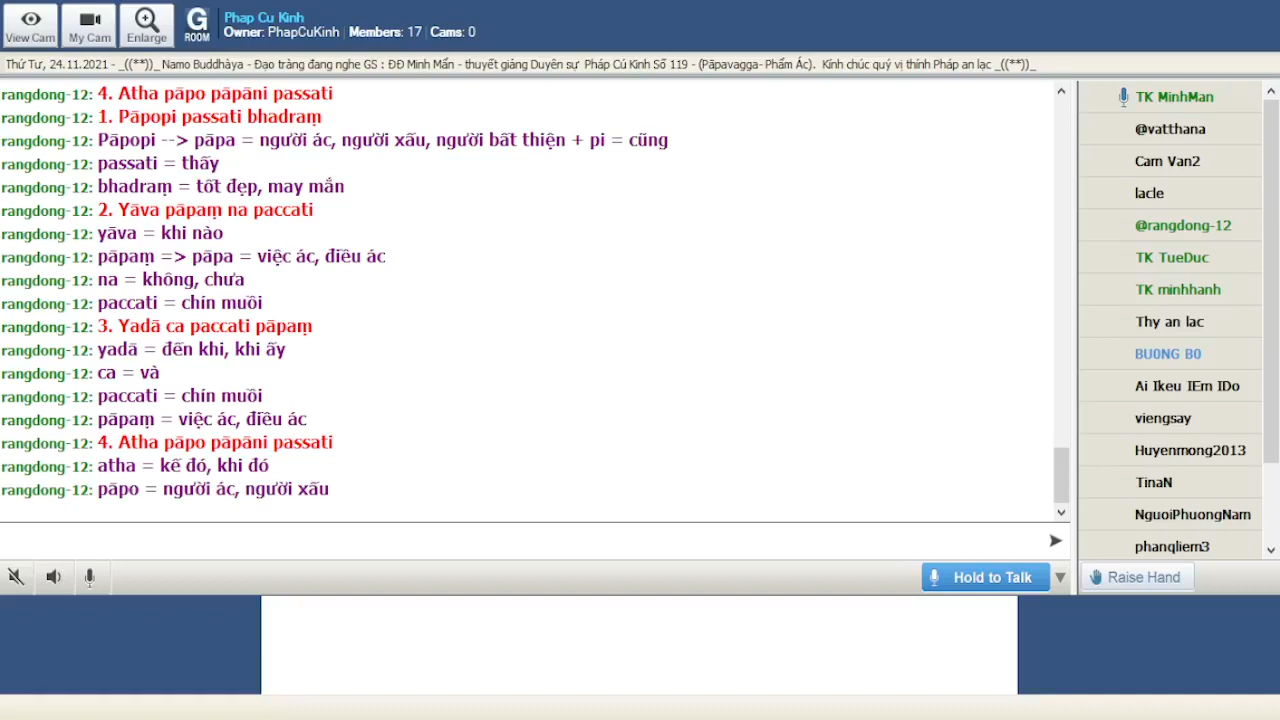 View Cam
My Cam
Enlarge
G
ROOM
Phap Cu Kinh
Owner: PhapCuKinh | Members: 17 | Cams: 0
Thứ Tư, 24.11.2021 - _((**))_ Namo Buddhàya - Đạo tràng đang nghe GS : ĐĐ Minh Mẫn - thuyết giảng Duyên sự Pháp Cú Kinh Số 119 - (Pāpavagga- Phẩm Ác). Kính chúc quý vị thính Pháp an lạc _((**))_
rangdong-12: 4. Atha pāpo pāpāni passati
rangdong-12: 1. Pāpopi passati bhadraṃ
rangdong-12: Pāpopi --> pāpa = người ác, người xấu, người bất thiện + pi = cũng
rangdong-12: passati = thấy
rangdong-12: bhadraṃ = tốt đẹp, may mắn
rangdong-12: 2. Yāva pāpaṃ na paccati
rangdong-12: yāva = khi nào
rangdong-12: pāpaṃ => pāpa = việc ác, điều ác
rangdong-12: na = không, chưa
rangdong-12: paccati = chín muồi
rangdong-12: 3. Yadā ca paccati pāpaṃ
rangdong-12: yadā = đến khi, khi ấy
rangdong-12: ca = và
rangdong-12: paccati = chín muồi
rangdong-12: pāpaṃ = việc ác, điều ác
rangdong-12: 4. Atha pāpo pāpāni passati
rangdong-12: atha = kế đó, khi đó
rangdong-12: pāpo = người ác, người xấu
TK MinhMan
@vatthana
Cam Van2
lacle
@rangdong-12
TK TueDuc
TK minhhanh
Thy an lac
BU0NG B0
Ai Ikeu IEm IDo
viengsay
Huyenmong2013
TinaN
NguoiPhuongNam
phanqliem3
Hold to Talk
Raise Hand